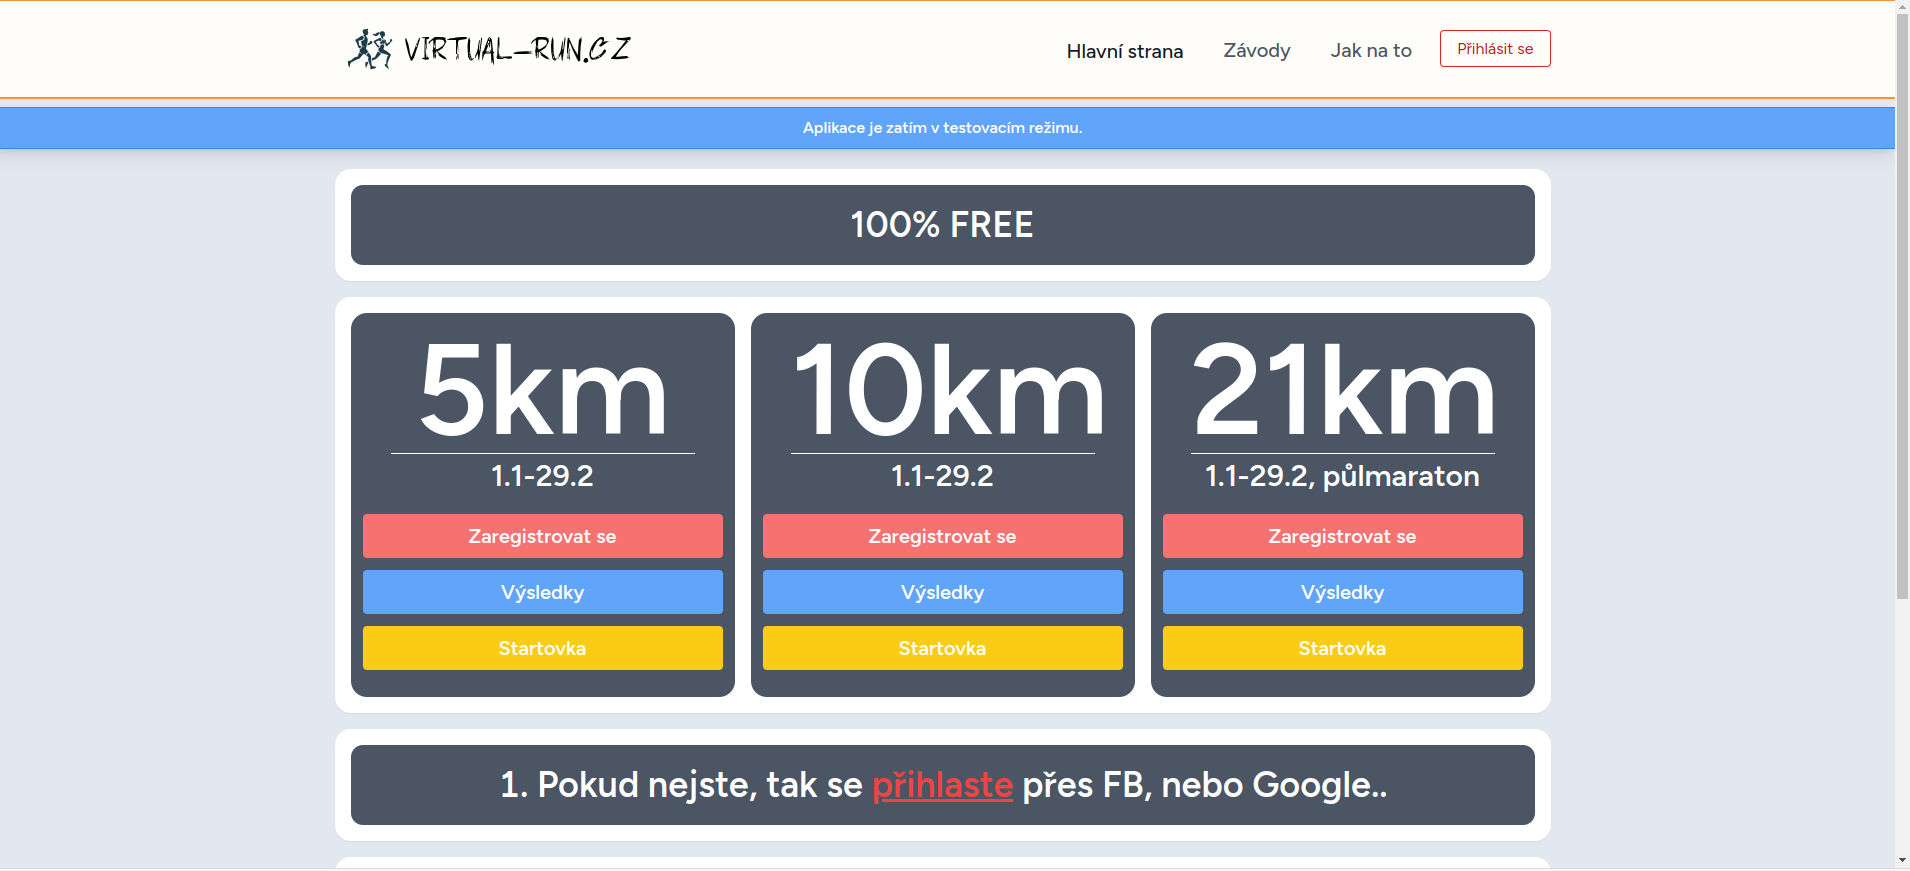 VIRTUAL-RUN.CZ
Hlavní strana
Závody
Jak na to
Přihlásit se
Aplikace je zatím v testovacím režimu.
100% FREE
5km
1.1-29.2
Zaregistrovat se
Výsledky
Startovka
10km
1.1-29.2
Zaregistrovat se
Výsledky
Startovka
21km
1.1-29.2, půlmaraton
Zaregistrovat se
Výsledky
Startovka
1. Pokud nejste, tak se přihlaste přes FB, nebo Google..